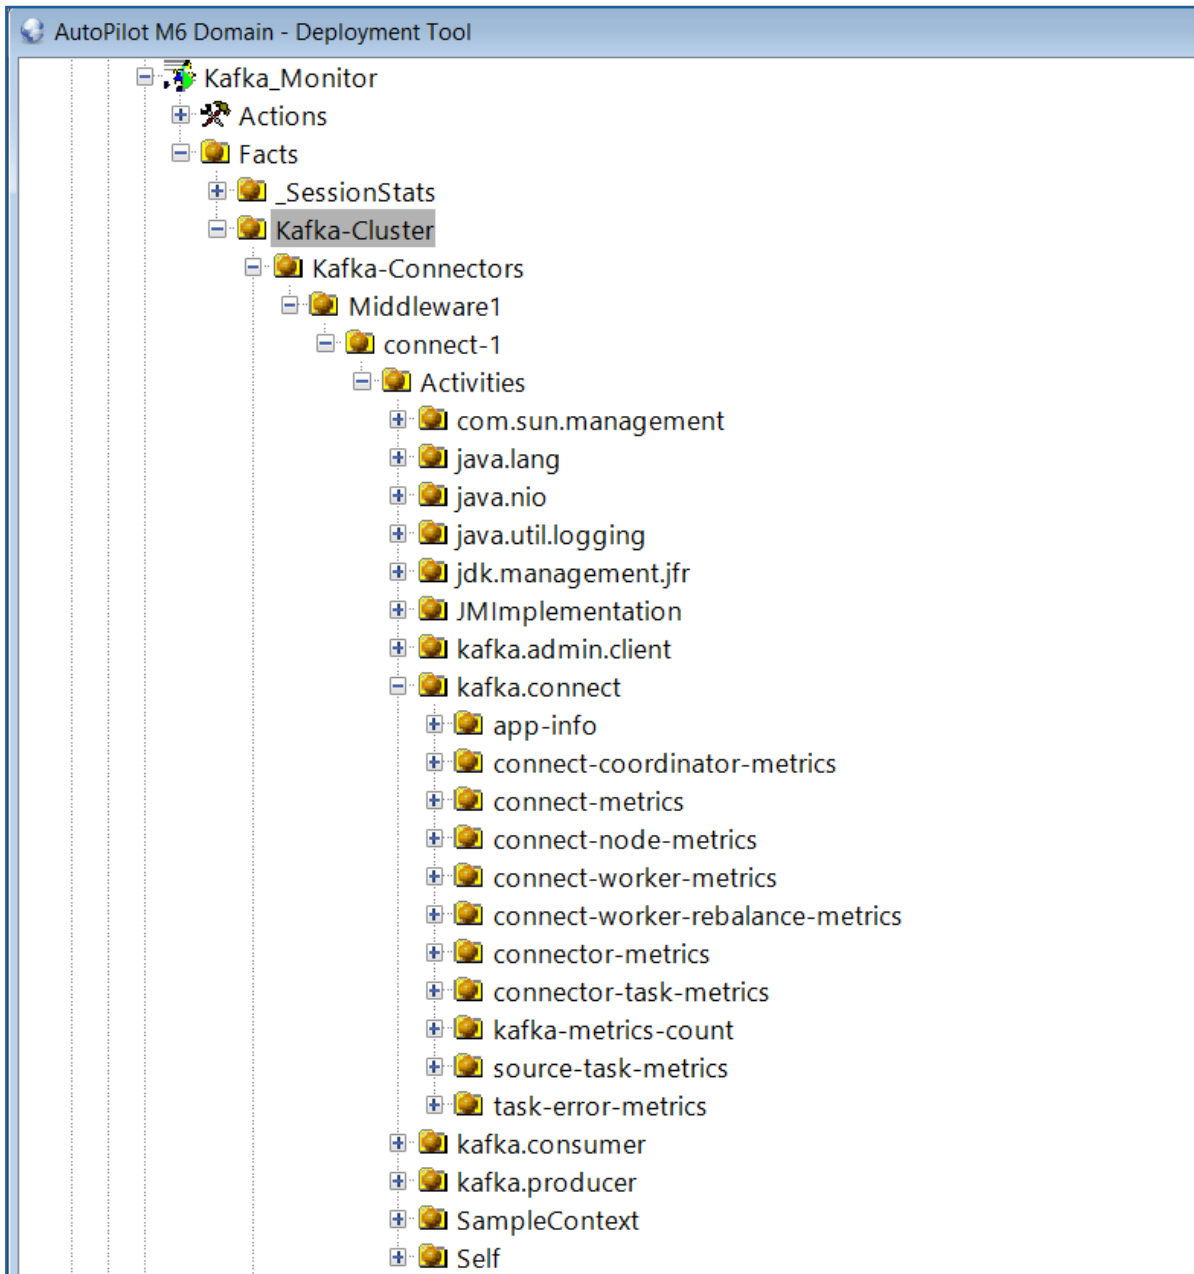 AutoPilot M6 Domain - Deployment Tool
Kafka_Monitor
Actions
Facts
_SessionStats
Kafka-Cluster
Kafka-Connectors
Middleware1
connect-1
Activities
com.sun.management
java.lang
java.nio
java.util.logging
jdk.management.jfr
JMImplementation
kafka.admin.client
kafka.connect
app-info
connect-coordinator-metrics
connect-metrics
connect-node-metrics
connect-worker-metrics
connect-worker-rebalance-metrics
connector-metrics
connector-task-metrics
kafka-metrics-count
source-task-metrics
task-error-metrics
kafka.consumer
kafka.producer
SampleContext
Self